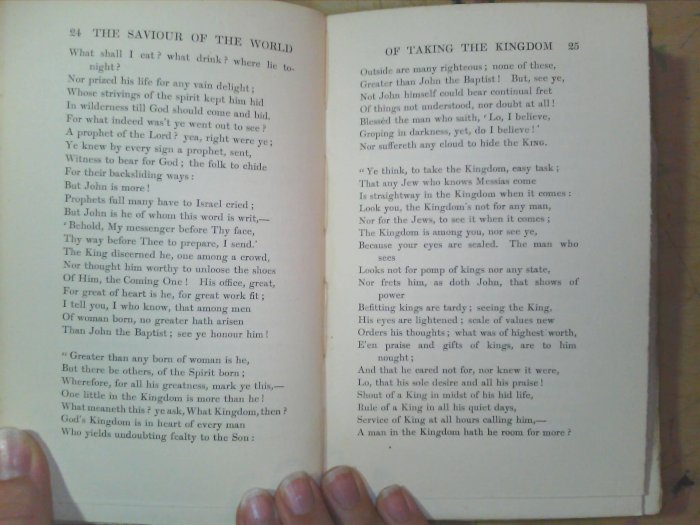 24 THE SAVIOUR OF THE WORLD
What shall I eat? what drink? where lie to-
night?
Nor prized his life for any vain delight;
Whose strivings of the spirit kept him hid
In wilderness till God should come and bid.
For what indeed was't ye went out to see?
A prophet of the Lord? yea, right were ye;
Ye knew by every sign a prophet, sent,
Witness to bear for God; the folk to chide
For their backsliding ways:
But John is more!
Prophets full many have to Israel cried;
But John is he of whom this word is writ,—
'Behold, My messenger before Thy face,
Thy way before Thee to prepare, I send.'
The King discerned he, one among a crowd,
Nor thought him worthy to unloose the shoes
Of Him, the Coming One! His office, great,
For great of heart is he, for great work fit;
I tell you, I who know, that among men
Of woman born, no greater hath arisen
Than John the Baptist; see ye honour him!
"Greater than any born of woman is he,
But there be others, of the Spirit born;
Wherefore, for all his greatness, mark ye this,—
One little in the Kingdom is more than he!
What meaneth this? ye ask, What Kingdom, then?
God's Kingdom is in heart of every man
Who yields undoubting fealty to the Son:
OF TAKING THE KINGDOM 25
Outside are many righteous; none of these,
Greater than John the Baptist! But, see ye,
Not John himself could bear continual fret
Of things not understood, nor doubt at all!
Blessèd the man who saith, 'Lo, I believe,
Groping in darkness, yet, do I believe!'
Nor suffereth any cloud to hide the KING.
"Ye think, to take the Kingdom, easy task;
That any Jew who knows Messias come
Is straightway in the Kingdom when it comes:
Look you, the Kingdom's not for any man,
Nor for the Jews, to see it when it comes;
The Kingdom is among you, nor see ye,
Because your eyes are sealed. The man who
sees
Looks not for pomp of kings nor any state,
Nor frets him, as doth John, that shows of
power
Befitting kings are tardy; seeing the King,
His eyes are lightened; scale of values new
Orders his thoughts; what was of highest worth,
E'en praise and gifts of kings, are to him
nought;
And that he cared not for, nor knew it were,
Lo, that his sole desire and all his praise!
Shout of a King in midst of his hid life,
Rule of a King in all his quiet days,
Service of King at all hours calling him,—
A man in the Kingdom hath he room for more?